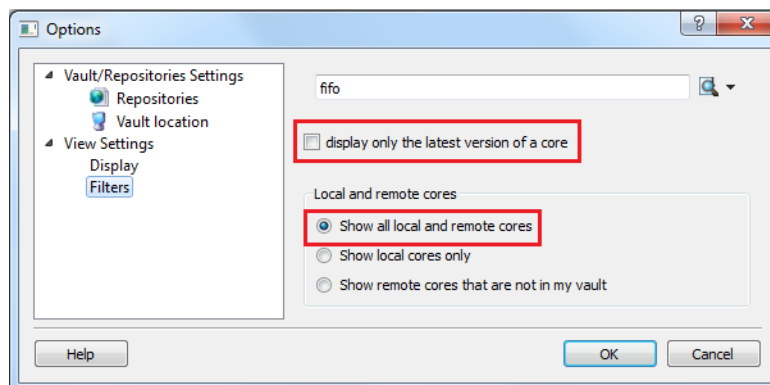 Options
Vault/Repositories Settings
Repositories
Vault location
View Settings
Display
Filters
fifo
display only the latest version of a core
Local and remote cores
Show all local and remote cores
Show local cores only
Show remote cores that are not in my vault
Help
OK
Cancel